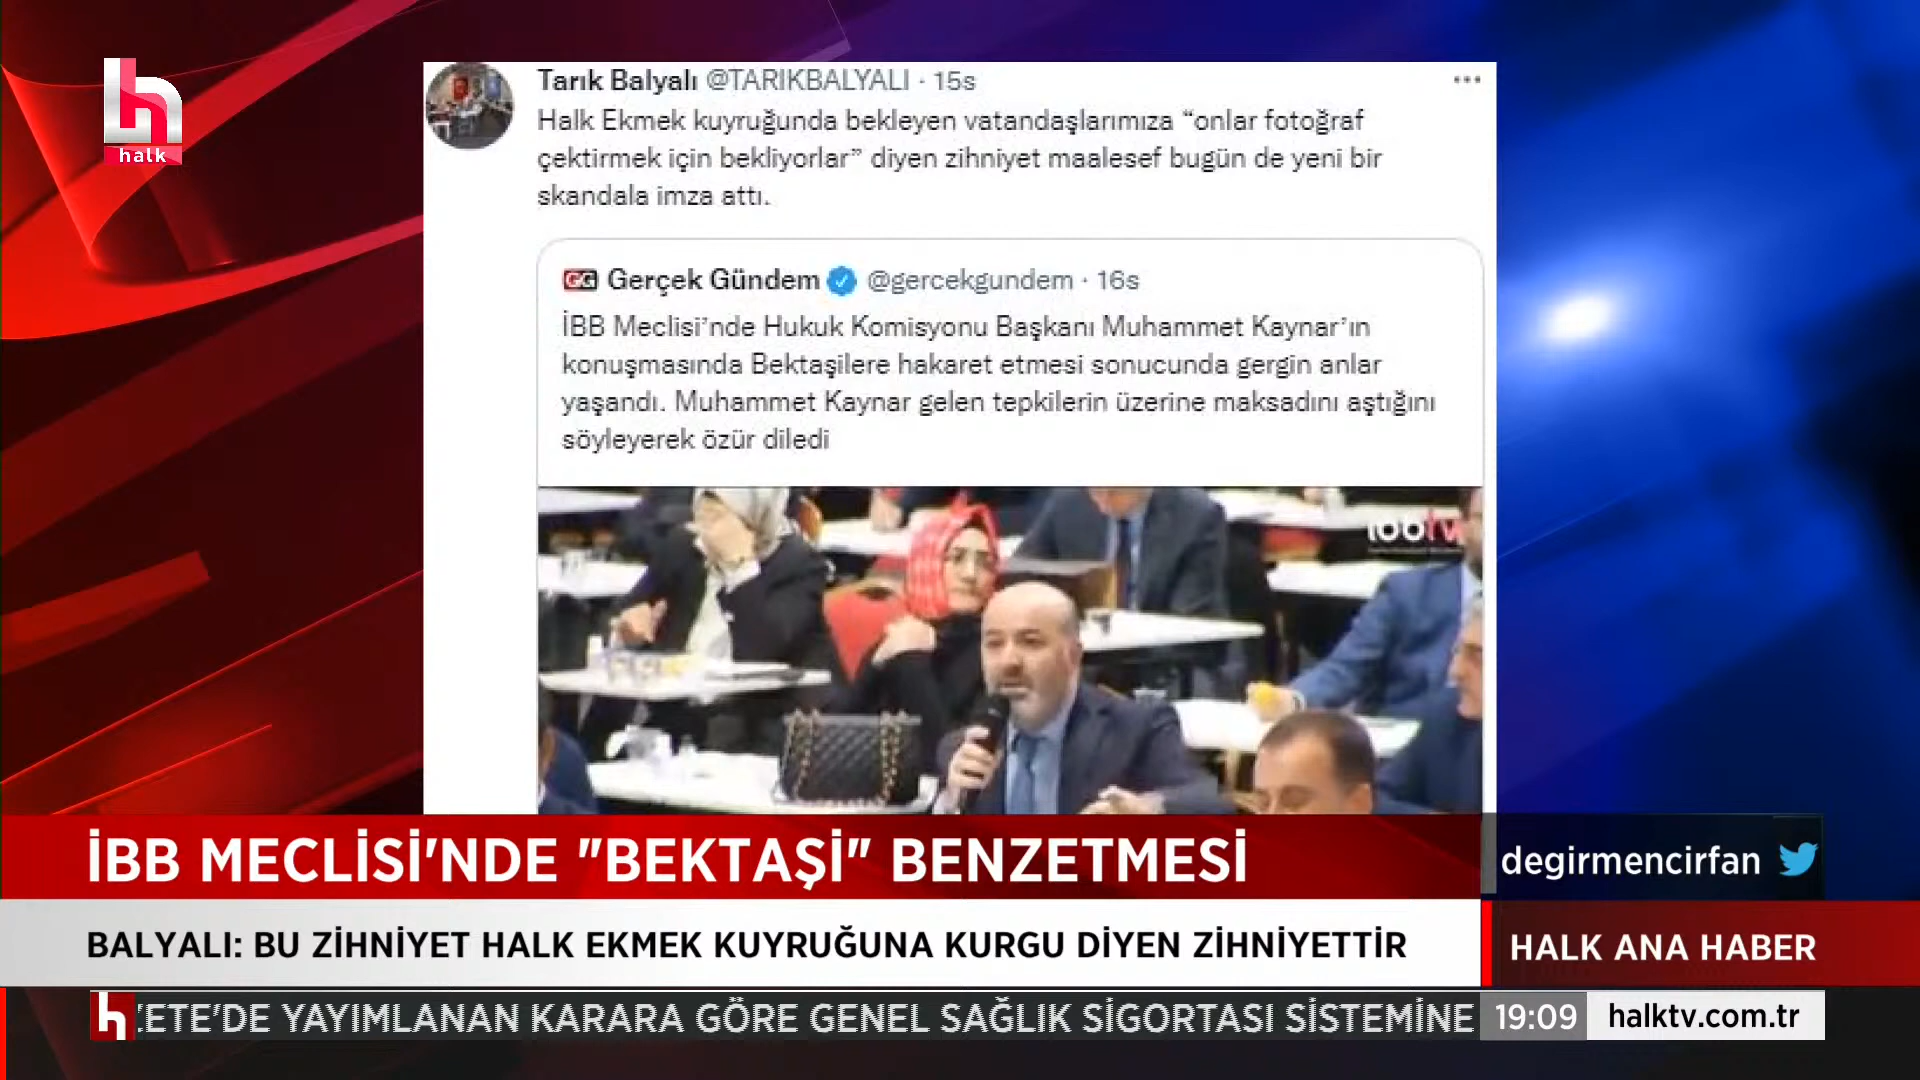 halk
Tarık Balyalı @TARIKBALYALI · 15s
Halk Ekmek kuyruğunda bekleyen vatandaşlarımıza “onlar fotoğraf
çektirmek için bekliyorlar” diyen zihniyet maalesef bugün de yeni bir
skandala imza attı.
GG Gerçek Gündem @gercekgundem · 16s
İBB Meclisi’nde Hukuk Komisyonu Başkanı Muhammet Kaynar’ın
konuşmasında Bektaşilere hakaret etmesi sonucunda gergin anlar
yaşandı. Muhammet Kaynar gelen tepkilerin üzerine maksadını aştığını
söyleyerek özür diledi
ibbtv
İBB MECLİSİ'NDE "BEKTAŞİ" BENZETMESİ
degirmencirfan
BALYALI: BU ZİHNİYET HALK EKMEK KUYRUĞUNA KURGU DİYEN ZİHNİYETTİR
HALK ANA HABER
ZETE'DE YAYIMLANAN KARARA GÖRE GENEL SAĞLIK SİGORTASI SİSTEMİNE
19:09
halktv.com.tr